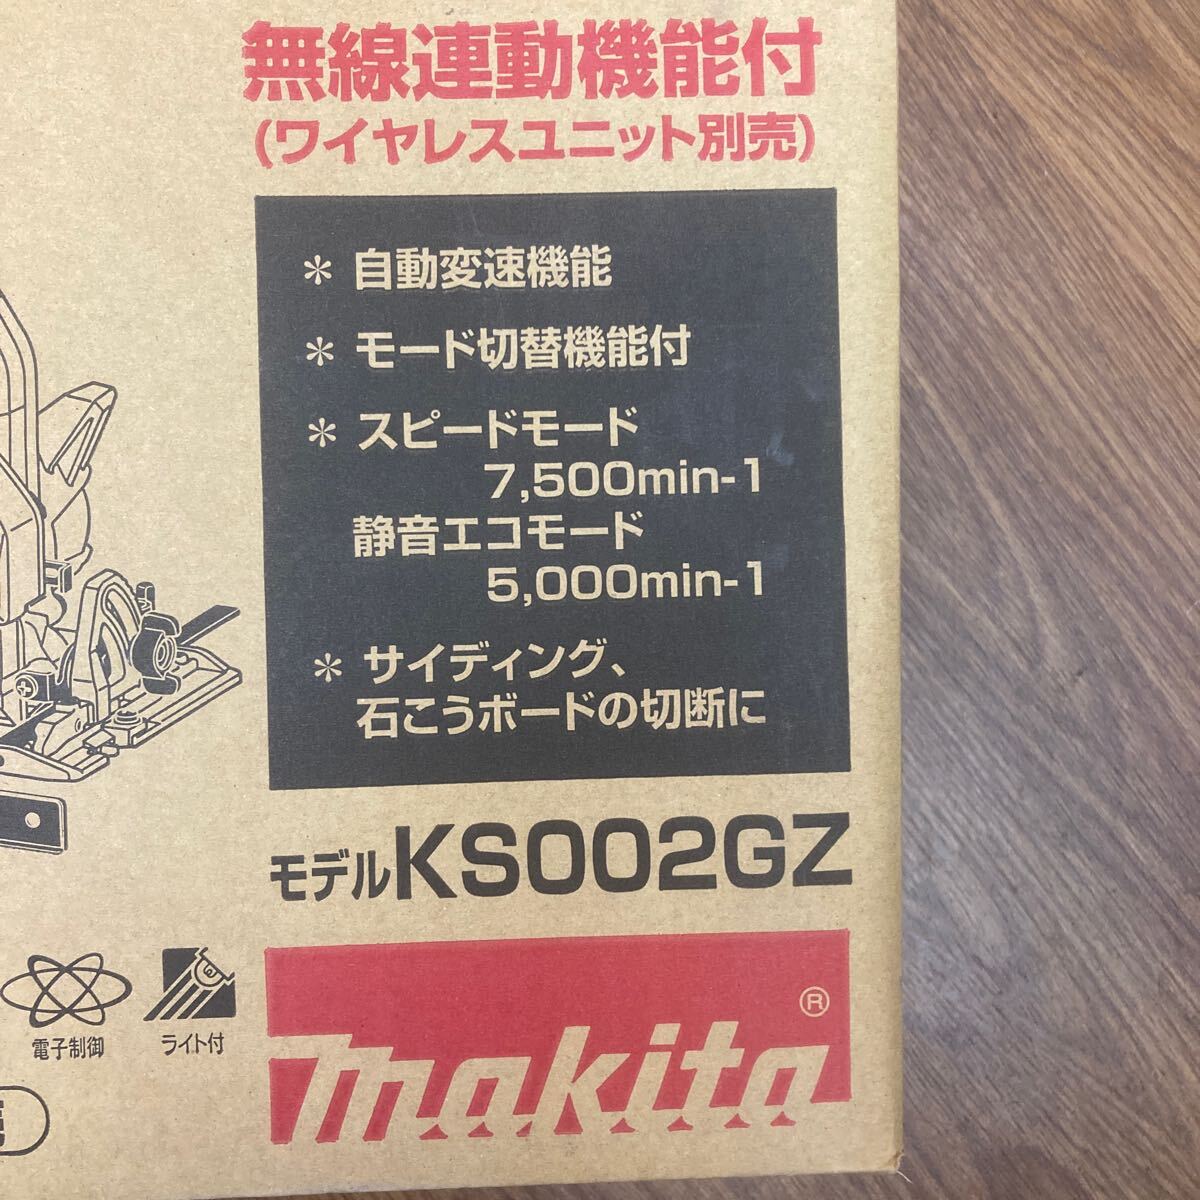 無線連動機能付
(ワイヤレスユニット別売)
* 自動変速機能
* モード切替機能付
* スピードモード
7,500min-1
静音エコモード
5,000min-1
* サイディング、
石こうボードの切断に
モデルKS002GZ
電子制御
ライト付
makita®